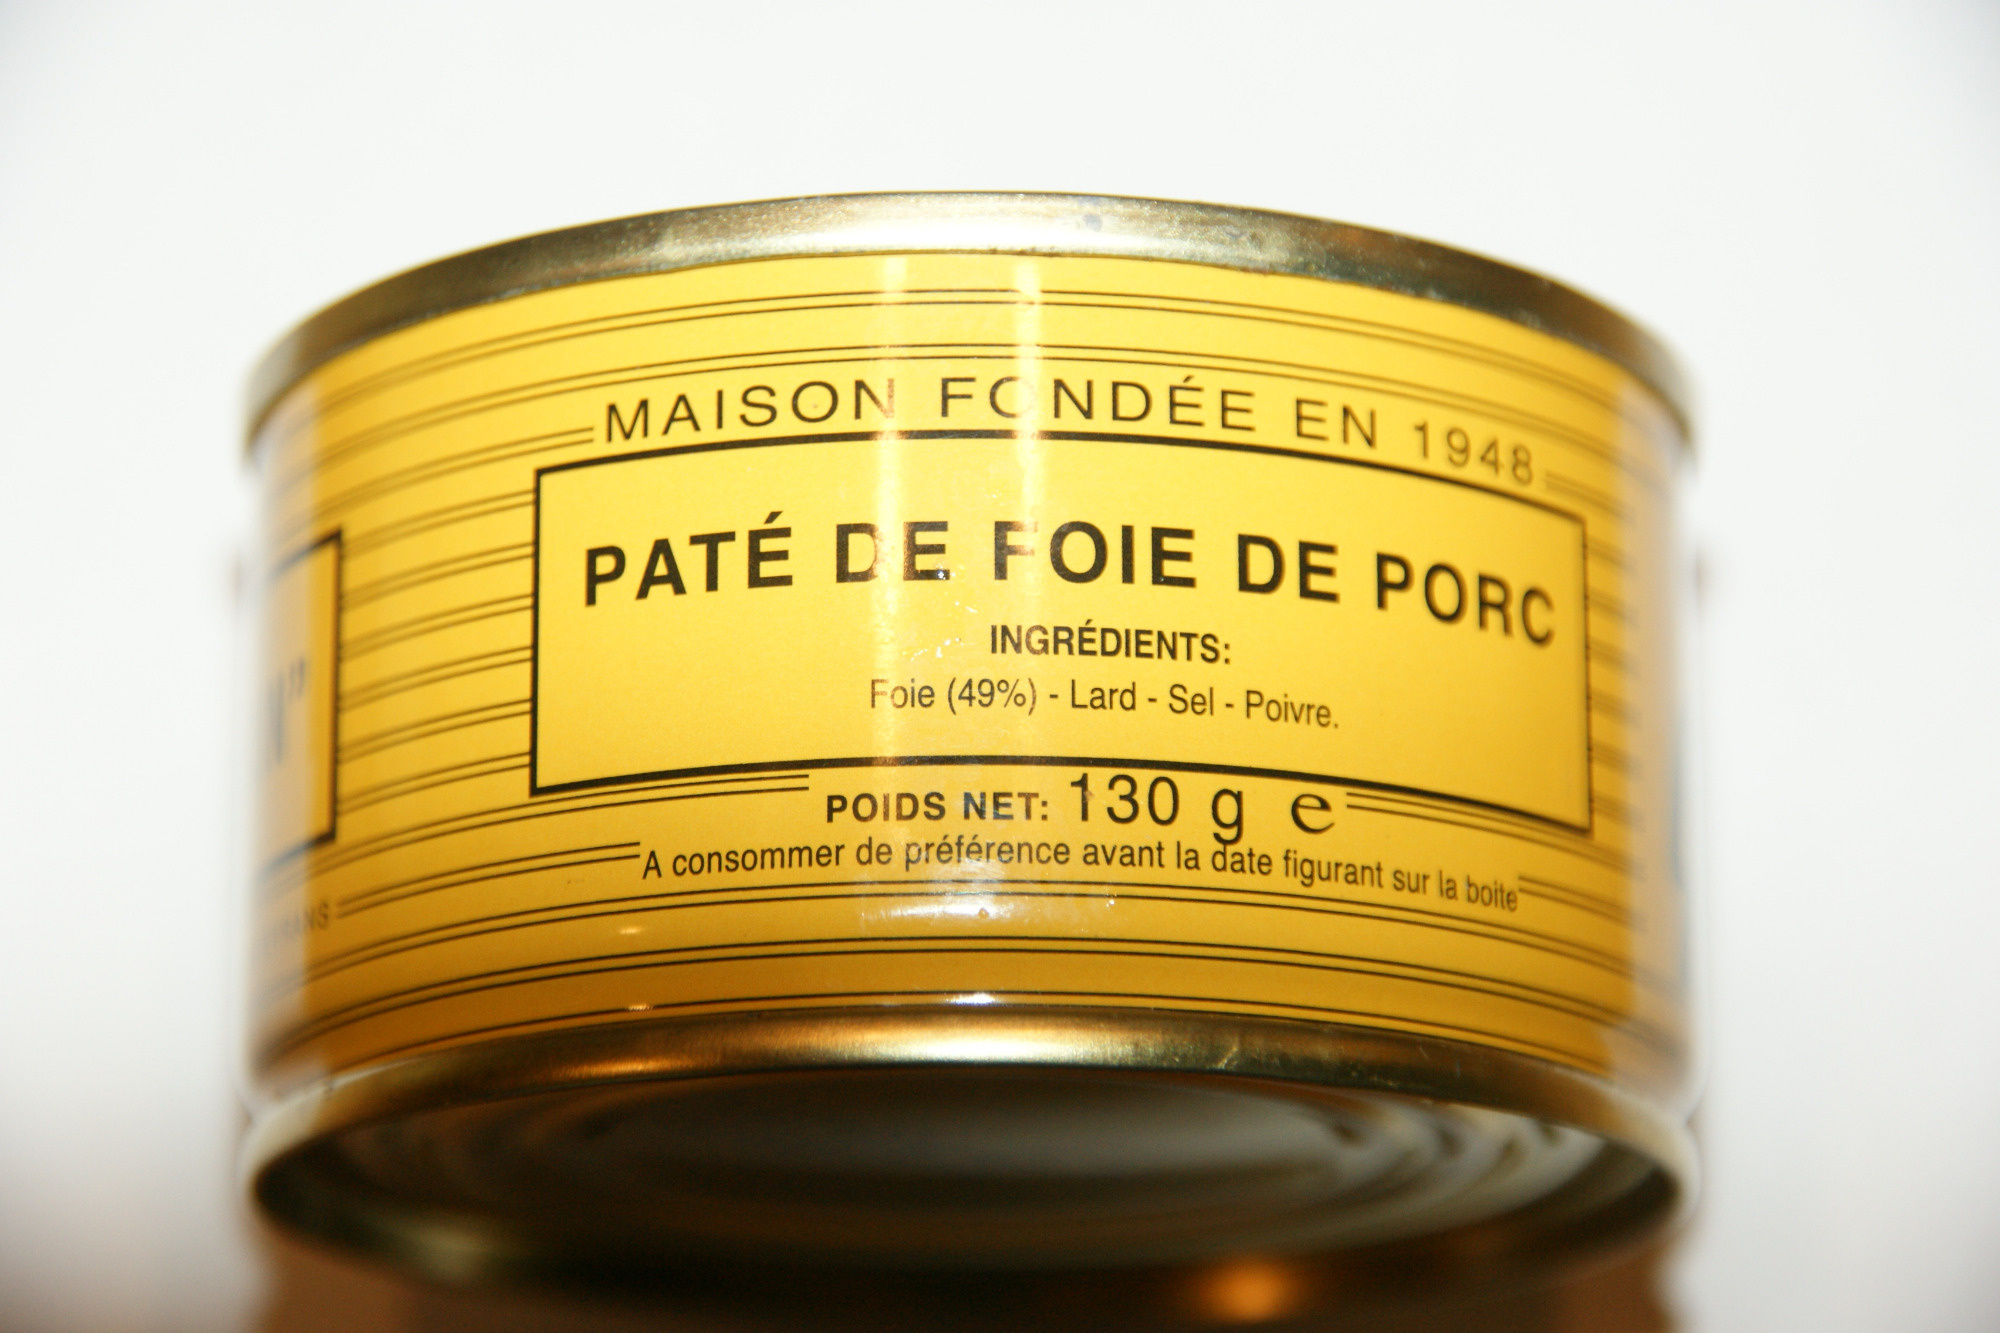 MAISON FONDÉE EN 1948
PATÉ DE FOIE DE PORC
INGRÉDIENTS:
Foie (49%) - Lard - Sel - Poivre.
POIDS NET: 130 g e
A consommer de préférence avant la date figurant sur la boite